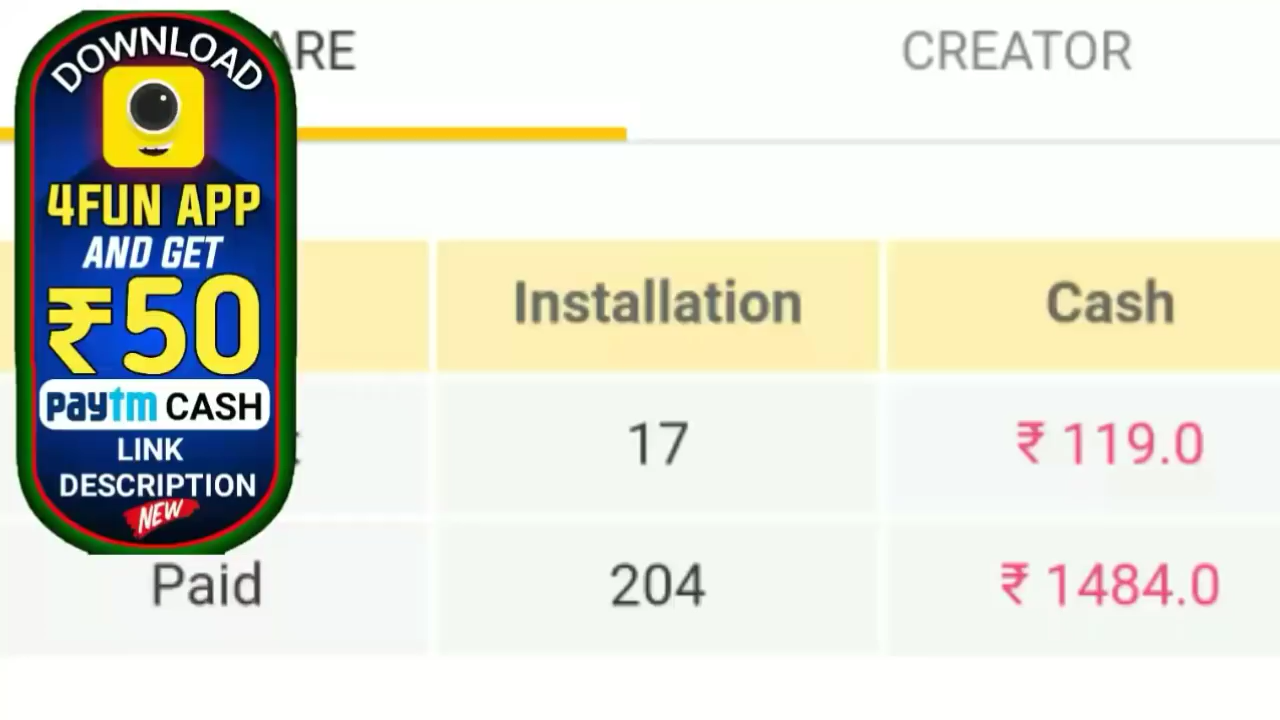 DOWNLOAD
4FUN APP
AND GET
₹50
paytm CASH
LINK
DESCRIPTION
NEW
ARE CREATOR
Installation Cash
17 ₹ 119.0
Paid 204 ₹ 1484.0